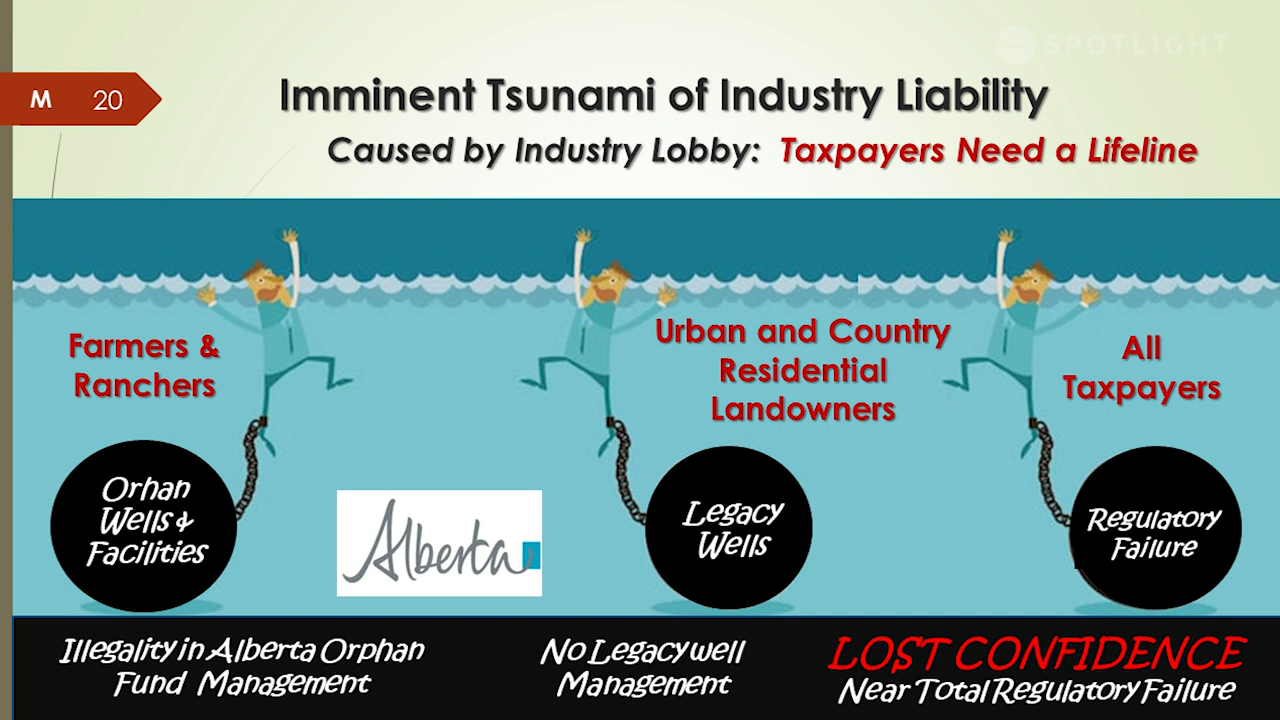 SPOTLIGHT
M 20
Imminent Tsunami of Industry Liability
Caused by Industry Lobby: Taxpayers Need a Lifeline
Farmers &
Ranchers
Urban and Country
Residential
Landowners
All
Taxpayers
Orhan
Wells &
Facilities
Alberta
Legacy
Wells
Regulatory
Failure
Illegality in Alberta Orphan
Fund Management
No Legacy well
Management
LOST CONFIDENCE
Near Total Regulatory Failure